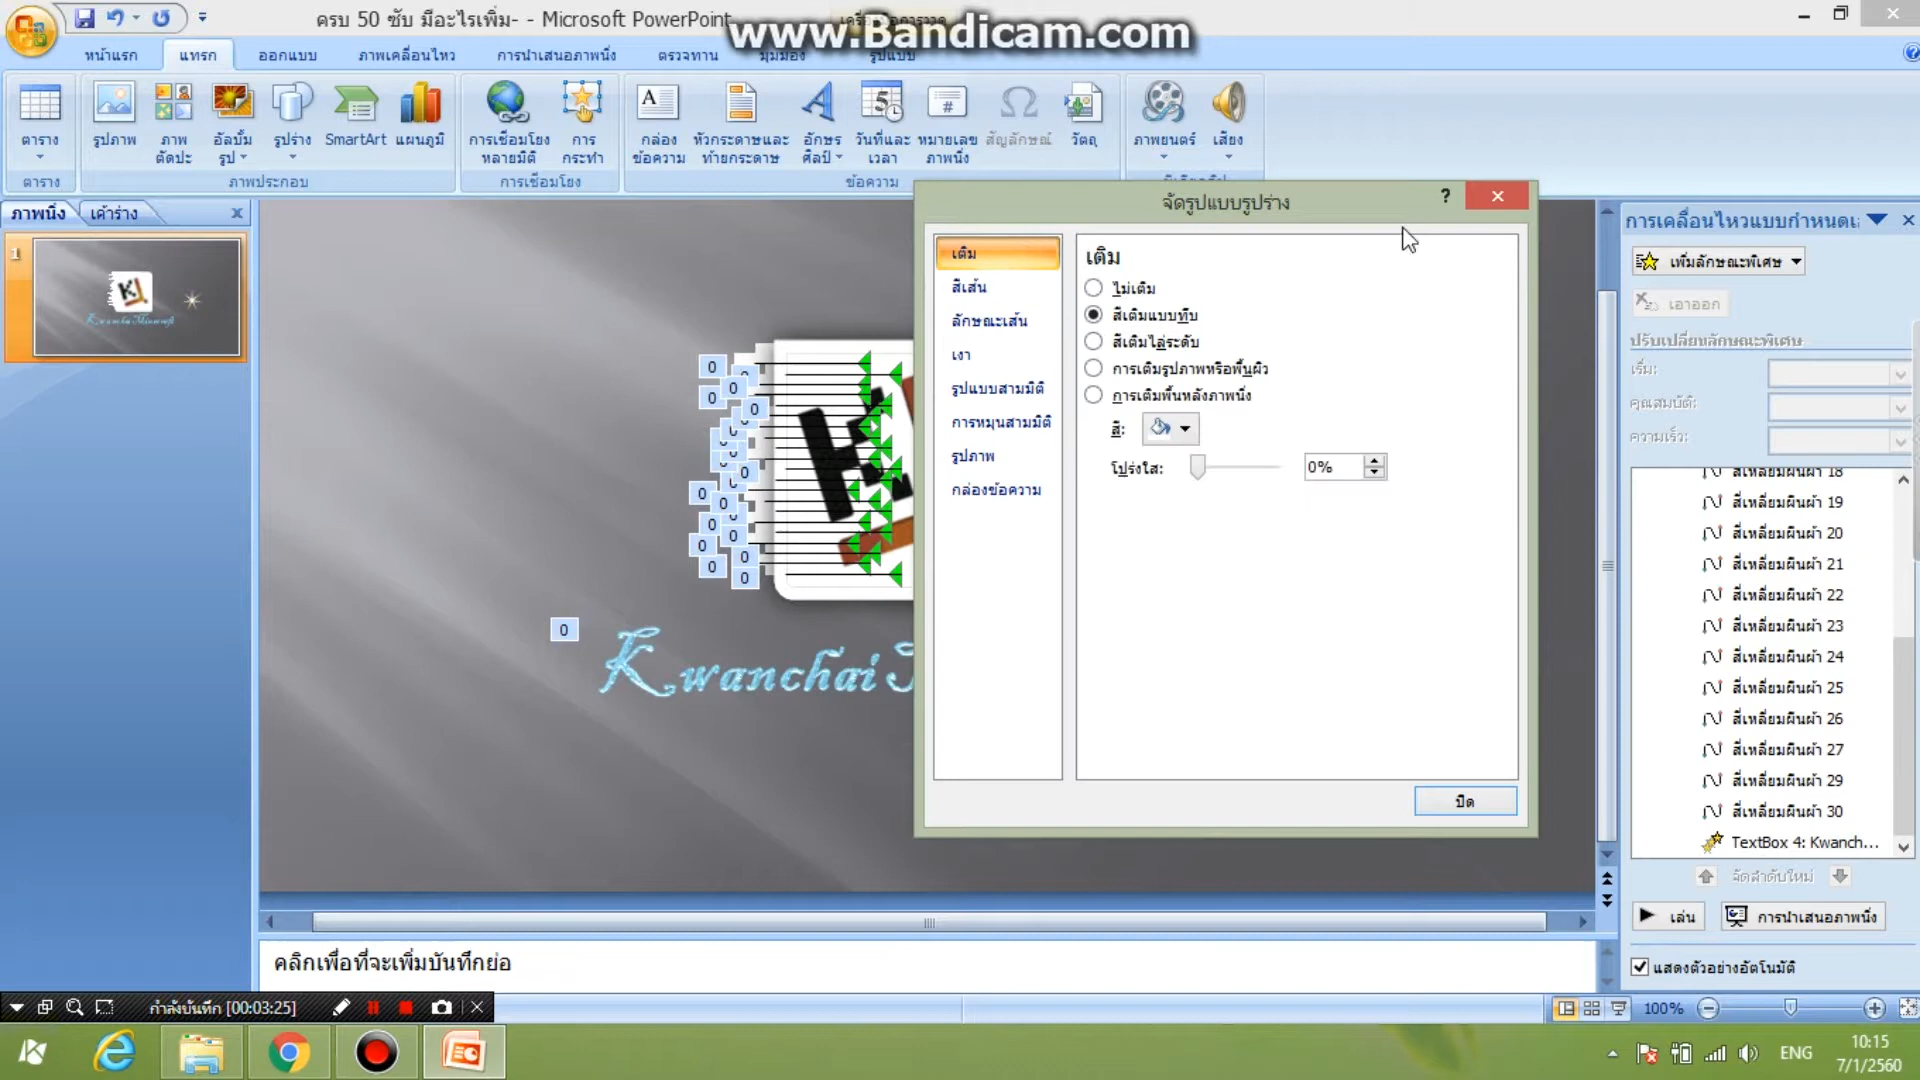 ครบ 50 ซับ มีอะไรเพิ่ม- - Microsoft PowerPoint
www.Bandicam.com
หน้าแรก แทรก ออกแบบ ภาพเคลื่อนไหว การนำเสนอภาพนิ่ง ตรวจทาน มุมมอง รูปแบบ
ตาราง รูปภาพ ภาพตัดปะ อัลบั้มรูป รูปร่าง SmartArt แผนภูมิ การเชื่อมโยงหลายมิติ การกระทำ กล่องข้อความ หัวกระดาษและท้ายกระดาษ อักษรศิลป์ วันที่และเวลา หมายเลขภาพนิ่ง สัญลักษณ์ วัตถุ ภาพยนตร์ เสียง
ตาราง ภาพประกอบ การเชื่อมโยง ข้อความ
ภาพนิ่ง เค้าร่าง
1
จัดรูปแบบรูปร่าง
เติม
สีเส้น
ลักษณะเส้น
เงา
รูปแบบสามมิติ
การหมุนสามมิติ
รูปภาพ
กล่องข้อความ
เติม
ไม่เติม
สีเติมแบบทึบ
สีเติมไล่ระดับ
การเติมรูปภาพหรือพื้นผิว
การเติมพื้นหลังภาพนิ่ง
สี:
โปร่งใส: 0%
ปิด
0
Kwanchai
การเคลื่อนไหวแบบกำหนดเ
เพิ่มลักษณะพิเศษ
เอาออก
ปรับเปลี่ยนลักษณะพิเศษ
เริ่ม:
คุณสมบัติ:
ความเร็ว:
สี่เหลี่ยมผืนผ้า 18
สี่เหลี่ยมผืนผ้า 19
สี่เหลี่ยมผืนผ้า 20
สี่เหลี่ยมผืนผ้า 21
สี่เหลี่ยมผืนผ้า 22
สี่เหลี่ยมผืนผ้า 23
สี่เหลี่ยมผืนผ้า 24
สี่เหลี่ยมผืนผ้า 25
สี่เหลี่ยมผืนผ้า 26
สี่เหลี่ยมผืนผ้า 27
สี่เหลี่ยมผืนผ้า 29
สี่เหลี่ยมผืนผ้า 30
TextBox 4: Kwanch...
จัดลำดับใหม่
เล่น การนำเสนอภาพนิ่ง
แสดงตัวอย่างอัตโนมัติ
คลิกเพื่อที่จะเพิ่มบันทึกย่อ
กำลังบันทึก [00:03:25]
100%
ENG
10:15
7/1/2560